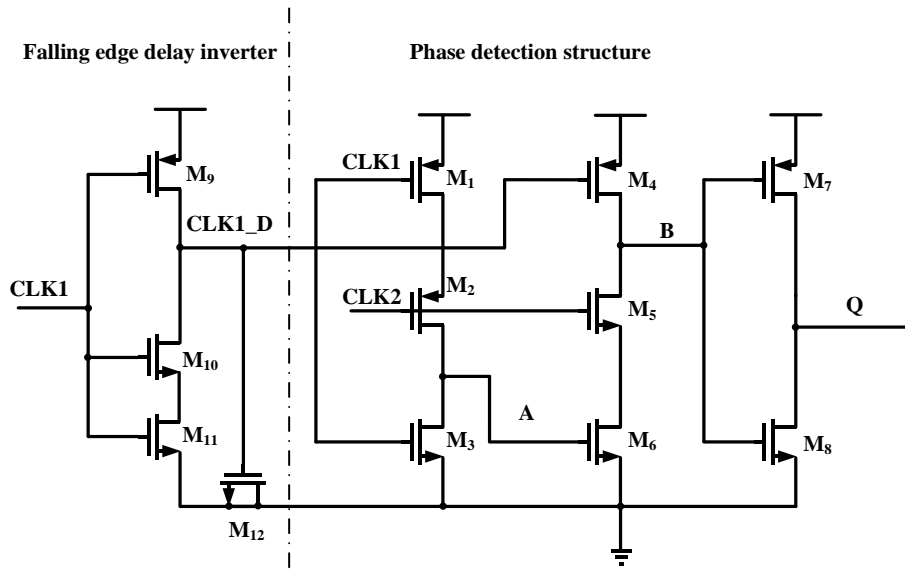 Falling edge delay inverter
Phase detection structure
M9
CLK1
M1
M4
M7
CLK1_D
B
CLK1
M2
CLK2
M5
Q
M10
A
M11
M3
M6
M8
M12